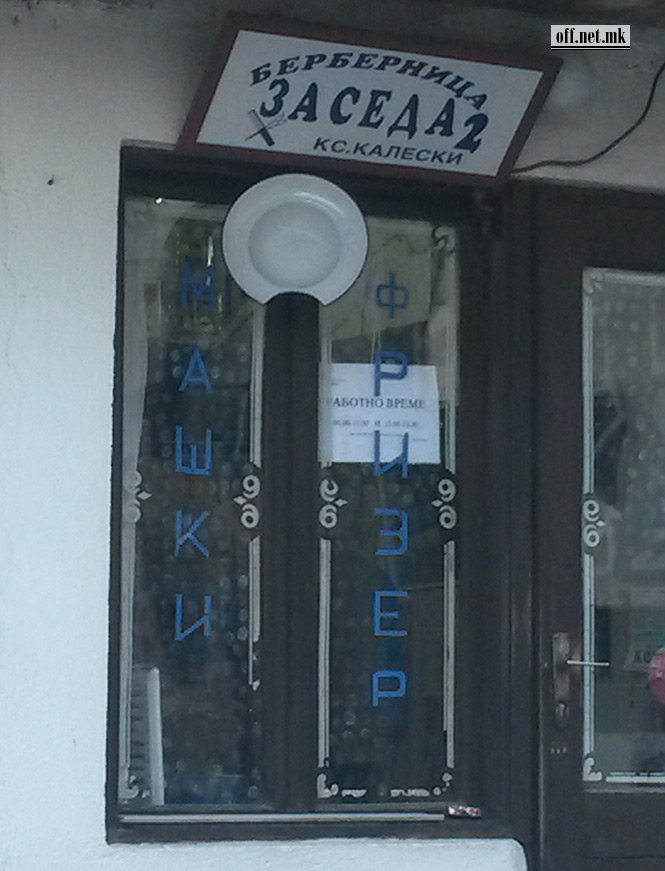 off.net.mk
БЕРБЕРНИЦА
ЗАСЕДА 2
КС.КАЛЕСКИ
МАШКИ
ФРИЗЕР
РАБОТНО ВРЕМЕ